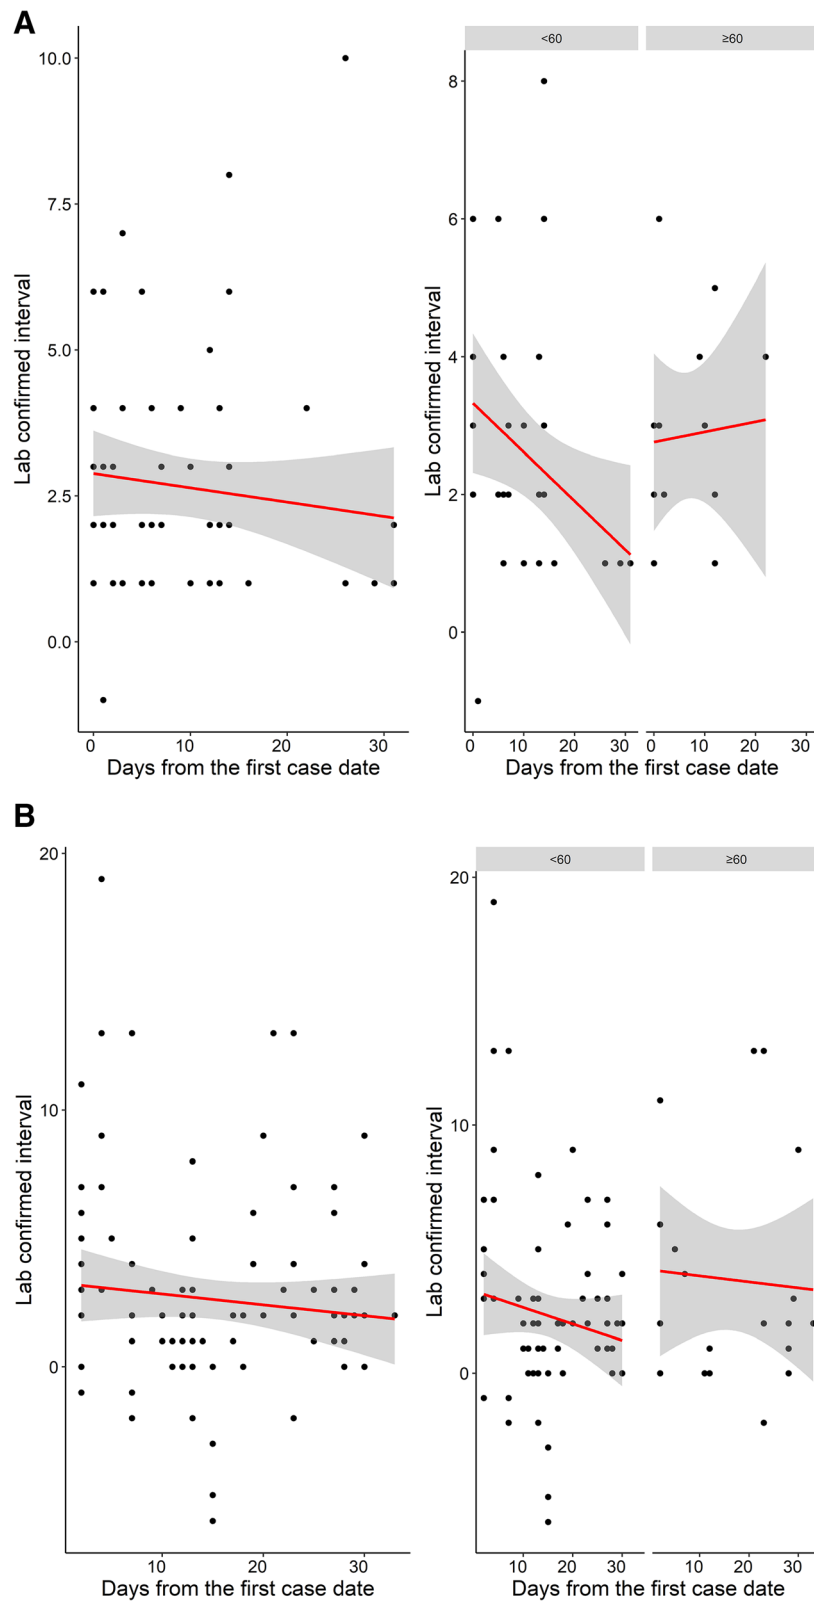 A
<60 ≥60
10.0
7.5
5.0
2.5
0.0
Lab confirmed interval
0 10 20 30
Days from the first case date
8
6
4
2
0
Lab confirmed interval
0 10 20 30 0 10 20 30
Days from the first case date
B
<60 ≥60
20
10
0
Lab confirmed interval
10 20 30
Days from the first case date
20
10
0
Lab confirmed interval
10 20 30 10 20 30
Days from the first case date